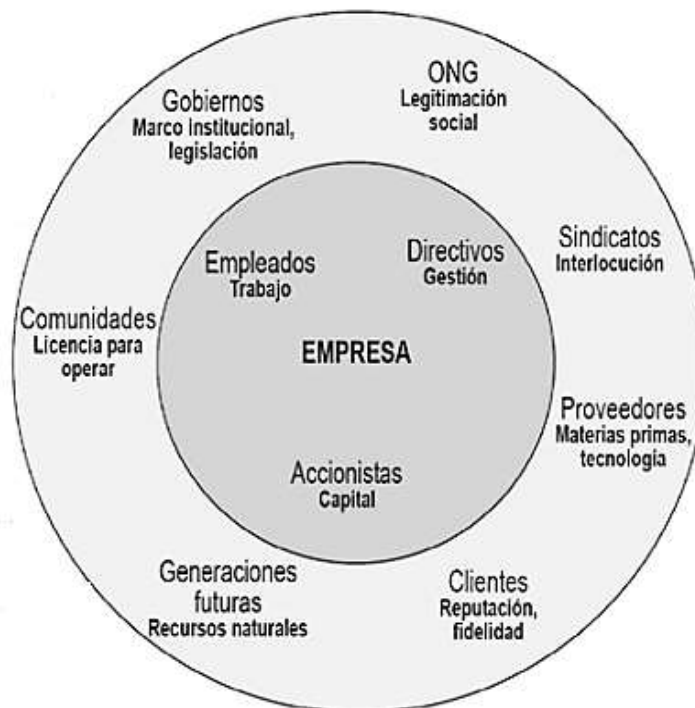 ONG
Legitimación
social
Gobiernos
Marco institucional,
legislación
Sindicatos
Interlocución
Directivos
Gestión
Empleados
Trabajo
Comunidades
Licencia para
operar
EMPRESA
Proveedores
Materias primas,
tecnología
Accionistas
Capital
Generaciones
futuras
Recursos naturales
Clientes
Reputación,
fidelidad